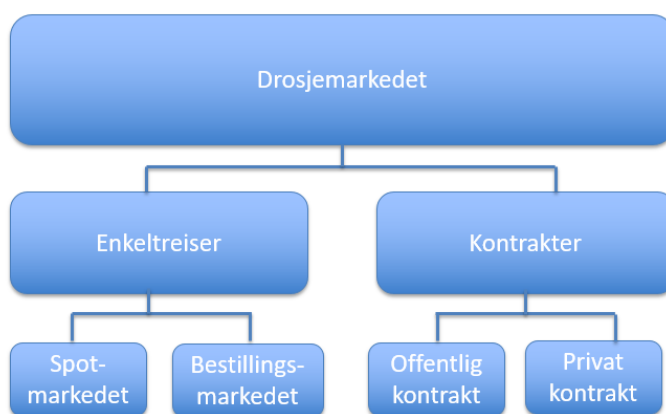 Drosjemarkedet
Enkeltreiser
Kontrakter
Spot-
markedet
Bestillings-
markedet
Offentlig
kontrakt
Privat
kontrakt